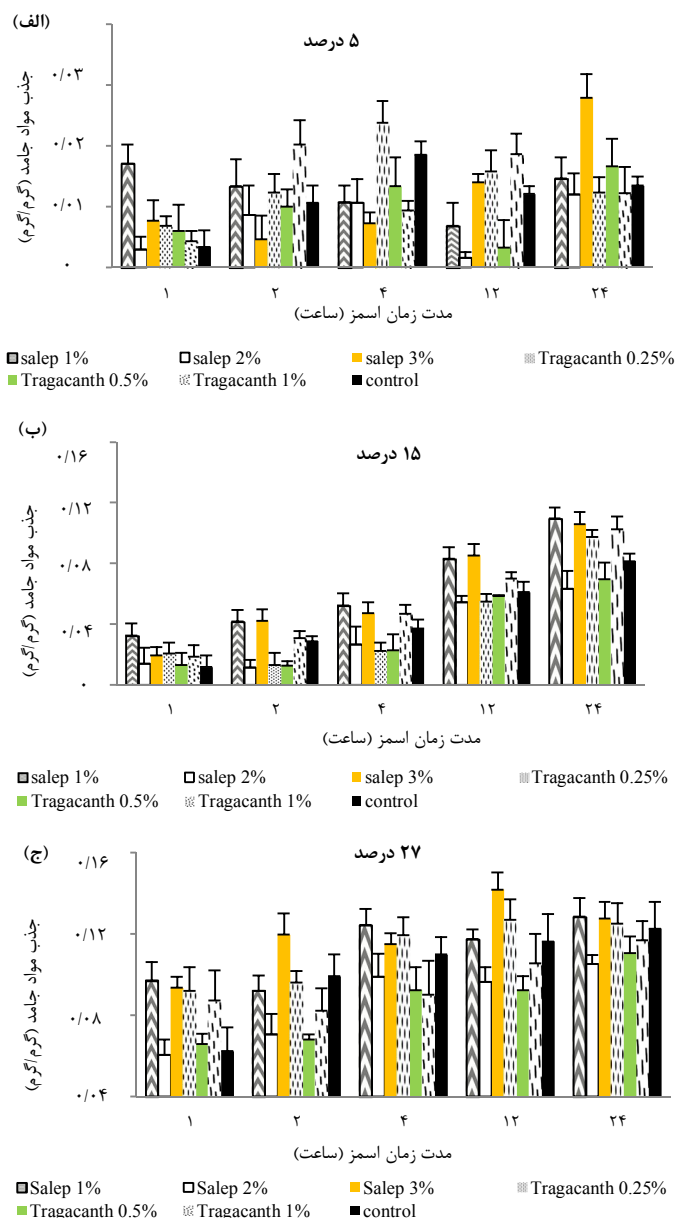 (الف)
۵ درصد
جذب مواد جامد (گرم/گرم)
۰/۰۳
۰/۰۲
۰/۰۱
۰
۱ ۲ ۴ ۱۲ ۲۴
مدت زمان اسمز (ساعت)
salep 1% salep 2% salep 3% Tragacanth 0.25%
Tragacanth 0.5% Tragacanth 1% control
(ب)
۱۵ درصد
جذب مواد جامد (گرم/گرم)
۰/۱۶
۰/۱۲
۰/۰۸
۰/۰۴
۰
۱ ۲ ۴ ۱۲ ۲۴
مدت زمان اسمز (ساعت)
salep 1% salep 2% salep 3% Tragacanth 0.25%
Tragacanth 0.5% Tragacanth 1% control
(ج)
۲۷ درصد
جذب مواد جامد (گرم/گرم)
۰/۱۶
۰/۱۲
۰/۰۸
۰/۰۴
۱ ۲ ۴ ۱۲ ۲۴
مدت زمان اسمز (ساعت)
Salep 1% Salep 2% Salep 3% Tragacanth 0.25%
Tragacanth 0.5% Tragacanth 1% control